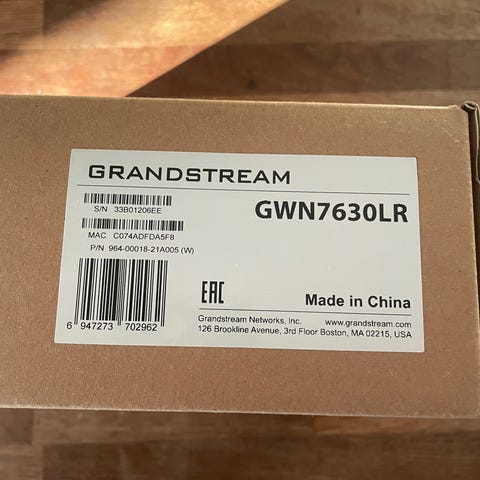 GRANDSTREAM
GWN7630LR
S/N 33B01206EE
MAC C074ADFDA5F8
P/N 964-00018-21A005 (W)
6 947273 702962
EAC
Made in China
Grandstream Networks, Inc. www.grandstream.com
126 Brookline Avenue, 3rd Floor Boston, MA 02215, USA